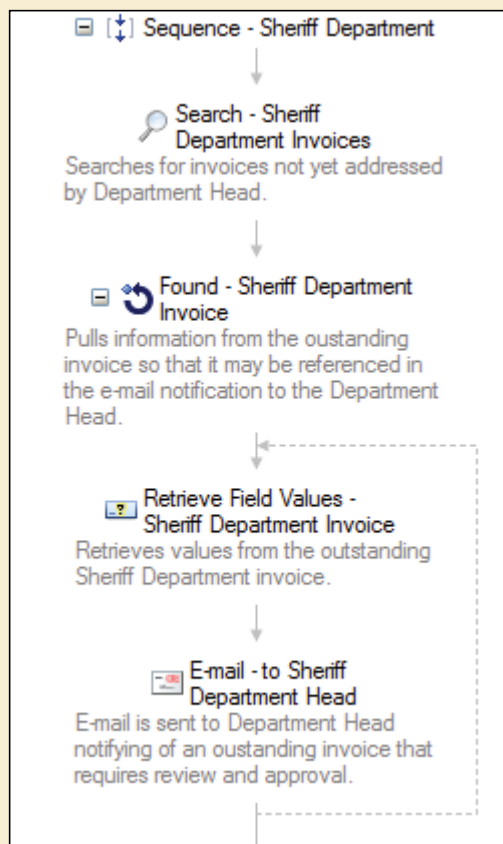 Sequence - Sheriff Department
Search - Sheriff
Department Invoices
Searches for invoices not yet addressed
by Department Head.
Found - Sheriff Department
Invoice
Pulls information from the oustanding
invoice so that it may be referenced in
the e-mail notification to the Department
Head.
Retrieve Field Values -
Sheriff Department Invoice
Retrieves values from the outstanding
Sheriff Department invoice.
E-mail - to Sheriff
Department Head
E-mail is sent to Department Head
notifying of an oustanding invoice that
requires review and approval.